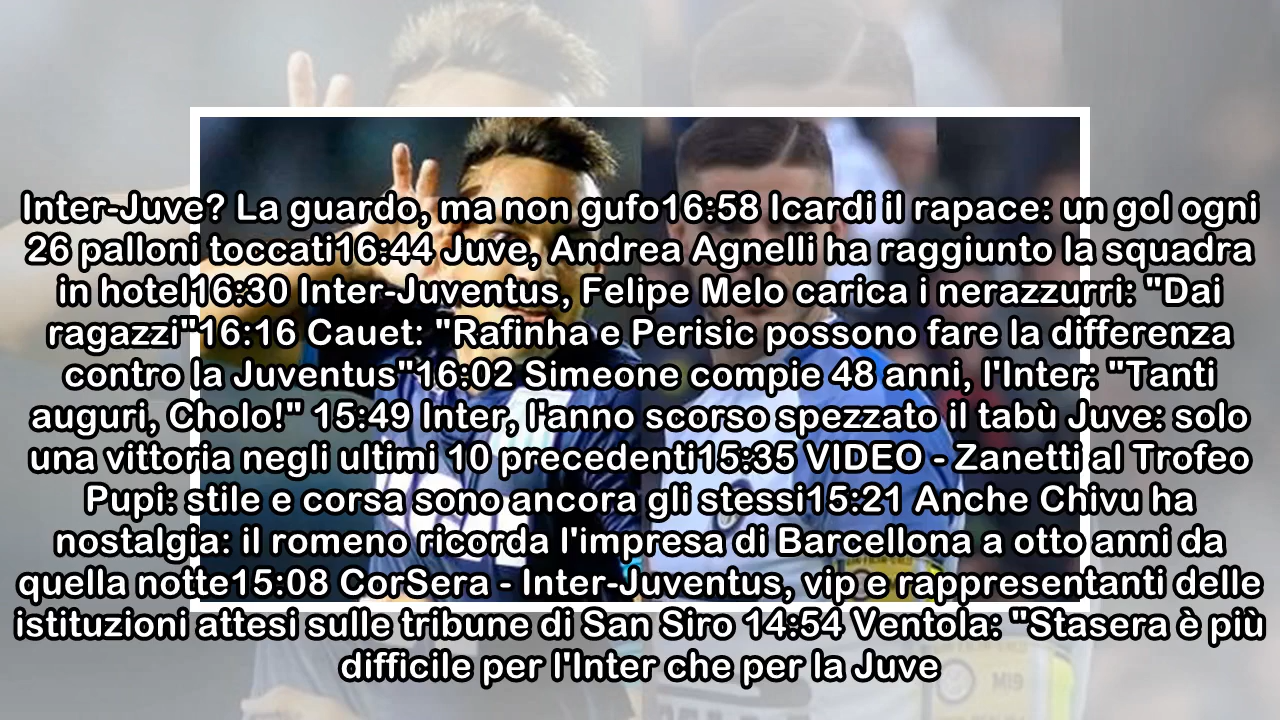 Inter-Juve? La guardo, ma non gufo16:58 Icardi il rapace: un gol ogni
26 palloni toccati16:44 Juve, Andrea Agnelli ha raggiunto la squadra
in hotel16:30 Inter-Juventus, Felipe Melo carica i nerazzurri: "Dai
ragazzi"16:16 Cauet: "Rafinha e Perisic possono fare la differenza
contro la Juventus"16:02 Simeone compie 48 anni, l'Inter: "Tanti
auguri, Cholo!" 15:49 Inter, l'anno scorso spezzato il tabù Juve: solo
una vittoria negli ultimi 10 precedenti15:35 VIDEO - Zanetti al Trofeo
Pupi: stile e corsa sono ancora gli stessi15:21 Anche Chivu ha
nostalgia: il romeno ricorda l'impresa di Barcellona a otto anni da
quella notte15:08 CorSera - Inter-Juventus, vip e rappresentanti delle
istituzioni attesi sulle tribune di San Siro 14:54 Ventola: "Stasera è più
difficile per l'Inter che per la Juve